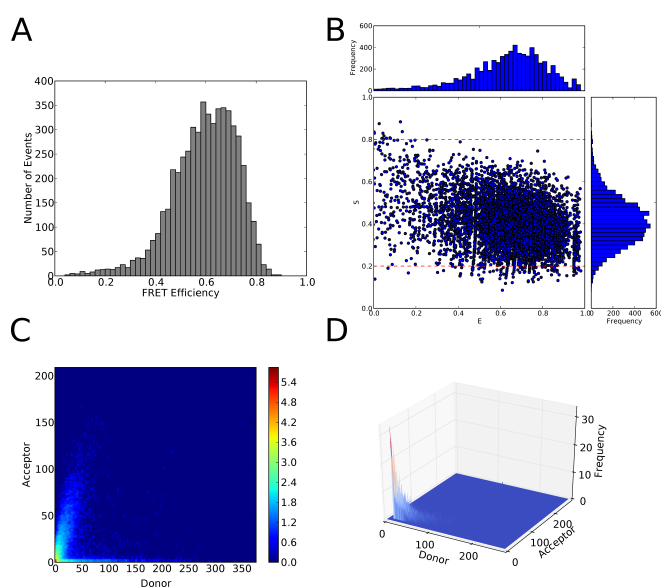 A
400
350
300
250
200
150
100
50
0
Number of Events
0.0 0.2 0.4 0.6 0.8 1.0
FRET Efficiency
B
600
400
200
0
Frequency
1.0
0.8
0.6
0.4
0.2
0.0
S
0.0 0.2 0.4 0.6 0.8 1.0
E
0 200 400 600
Frequency
C
200
150
100
50
0
Acceptor
0 50 100 150 200 250 300 350
Donor
5.4
4.8
4.2
3.6
3.0
2.4
1.8
1.2
0.6
0.0
D
30
20
10
0
Frequency
0 100 200
Donor
0 100 200
Acceptor